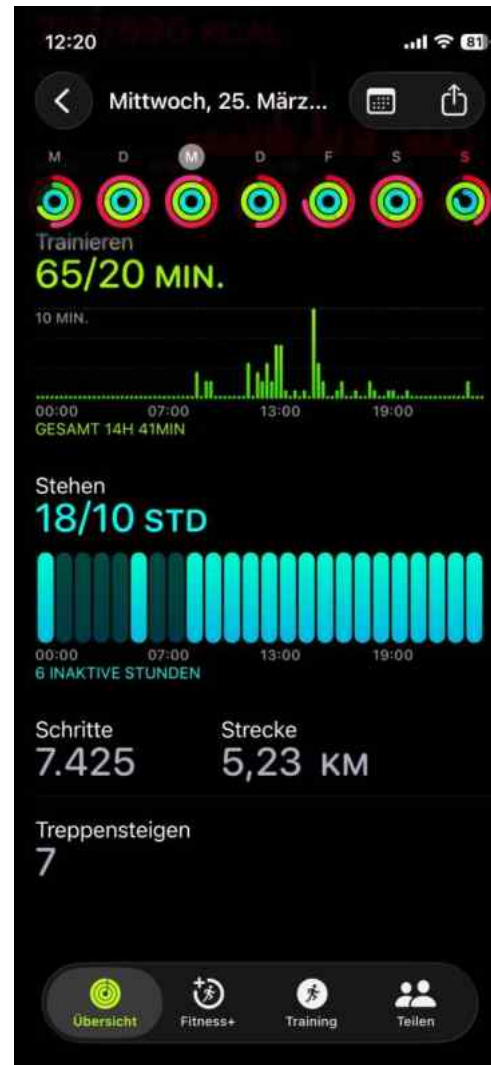 12:20
81
Mittwoch, 25. März...
M D M D F S S
Trainieren
65/20 MIN.
10 MIN.
00:00 07:00 13:00 19:00
GESAMT 14H 41MIN
Stehen
18/10 STD
00:00 07:00 13:00 19:00
6 INAKTIVE STUNDEN
Schritte Strecke
7.425 5,23 KM
Treppensteigen
7
Übersicht Fitness+ Training Teilen